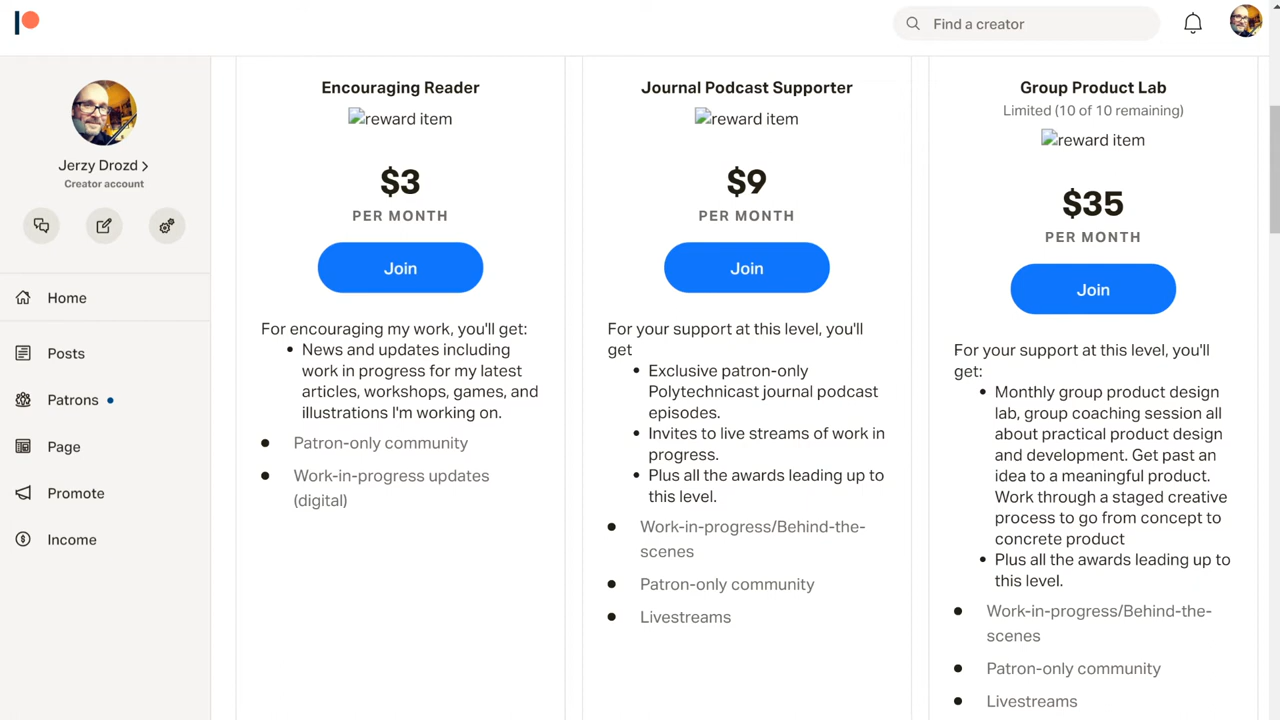 Find a creator
Jerzy Drozd
Creator account
Home
Posts
Patrons
Page
Promote
Income
Encouraging Reader
reward item
$3
PER MONTH
Join
For encouraging my work, you'll get:
News and updates including
work in progress for my latest
articles, workshops, games, and
illustrations I'm working on.
Patron-only community
Work-in-progress updates
(digital)
Journal Podcast Supporter
reward item
$9
PER MONTH
Join
For your support at this level, you'll
get
Exclusive patron-only
Polytechnicast journal podcast
episodes.
Invites to live streams of work in
progress.
Plus all the awards leading up to
this level.
Work-in-progress/Behind-the-
scenes
Patron-only community
Livestreams
Group Product Lab
Limited (10 of 10 remaining)
reward item
$35
PER MONTH
Join
For your support at this level, you'll
get:
Monthly group product design
lab, group coaching session all
about practical product design
and development. Get past an
idea to a meaningful product.
Work through a staged creative
process to go from concept to
concrete product
Plus all the awards leading up to
this level.
Work-in-progress/Behind-the-
scenes
Patron-only community
Livestreams